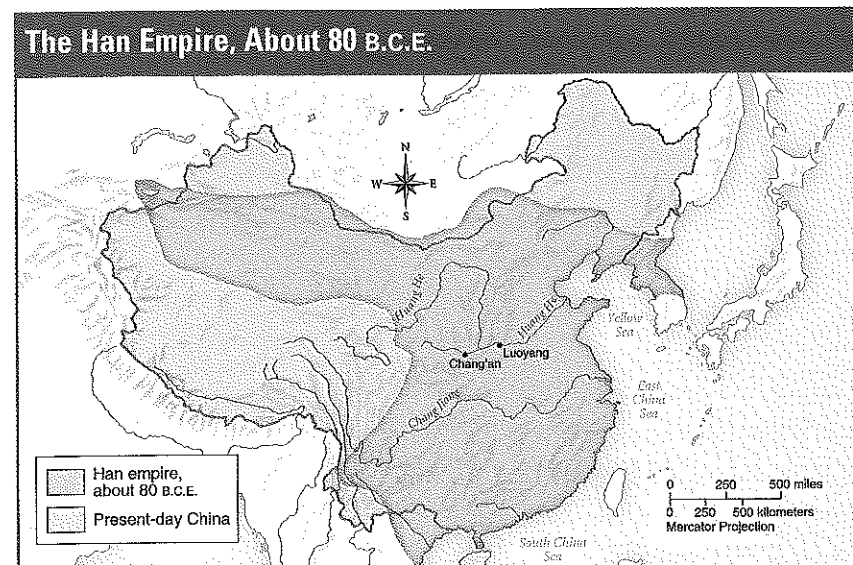 The Han Empire, About 80 B.C.E.
N
W E
S
Huang He
Huang He
Yellow
Sea
Luoyang
Chang'an
East
China
Sea
Chang Jiang
Han empire,
about 80 B.C.E.
Present-day China
0 250 500 miles
0 250 500 kilometers
Mercator Projection
South China
Sea